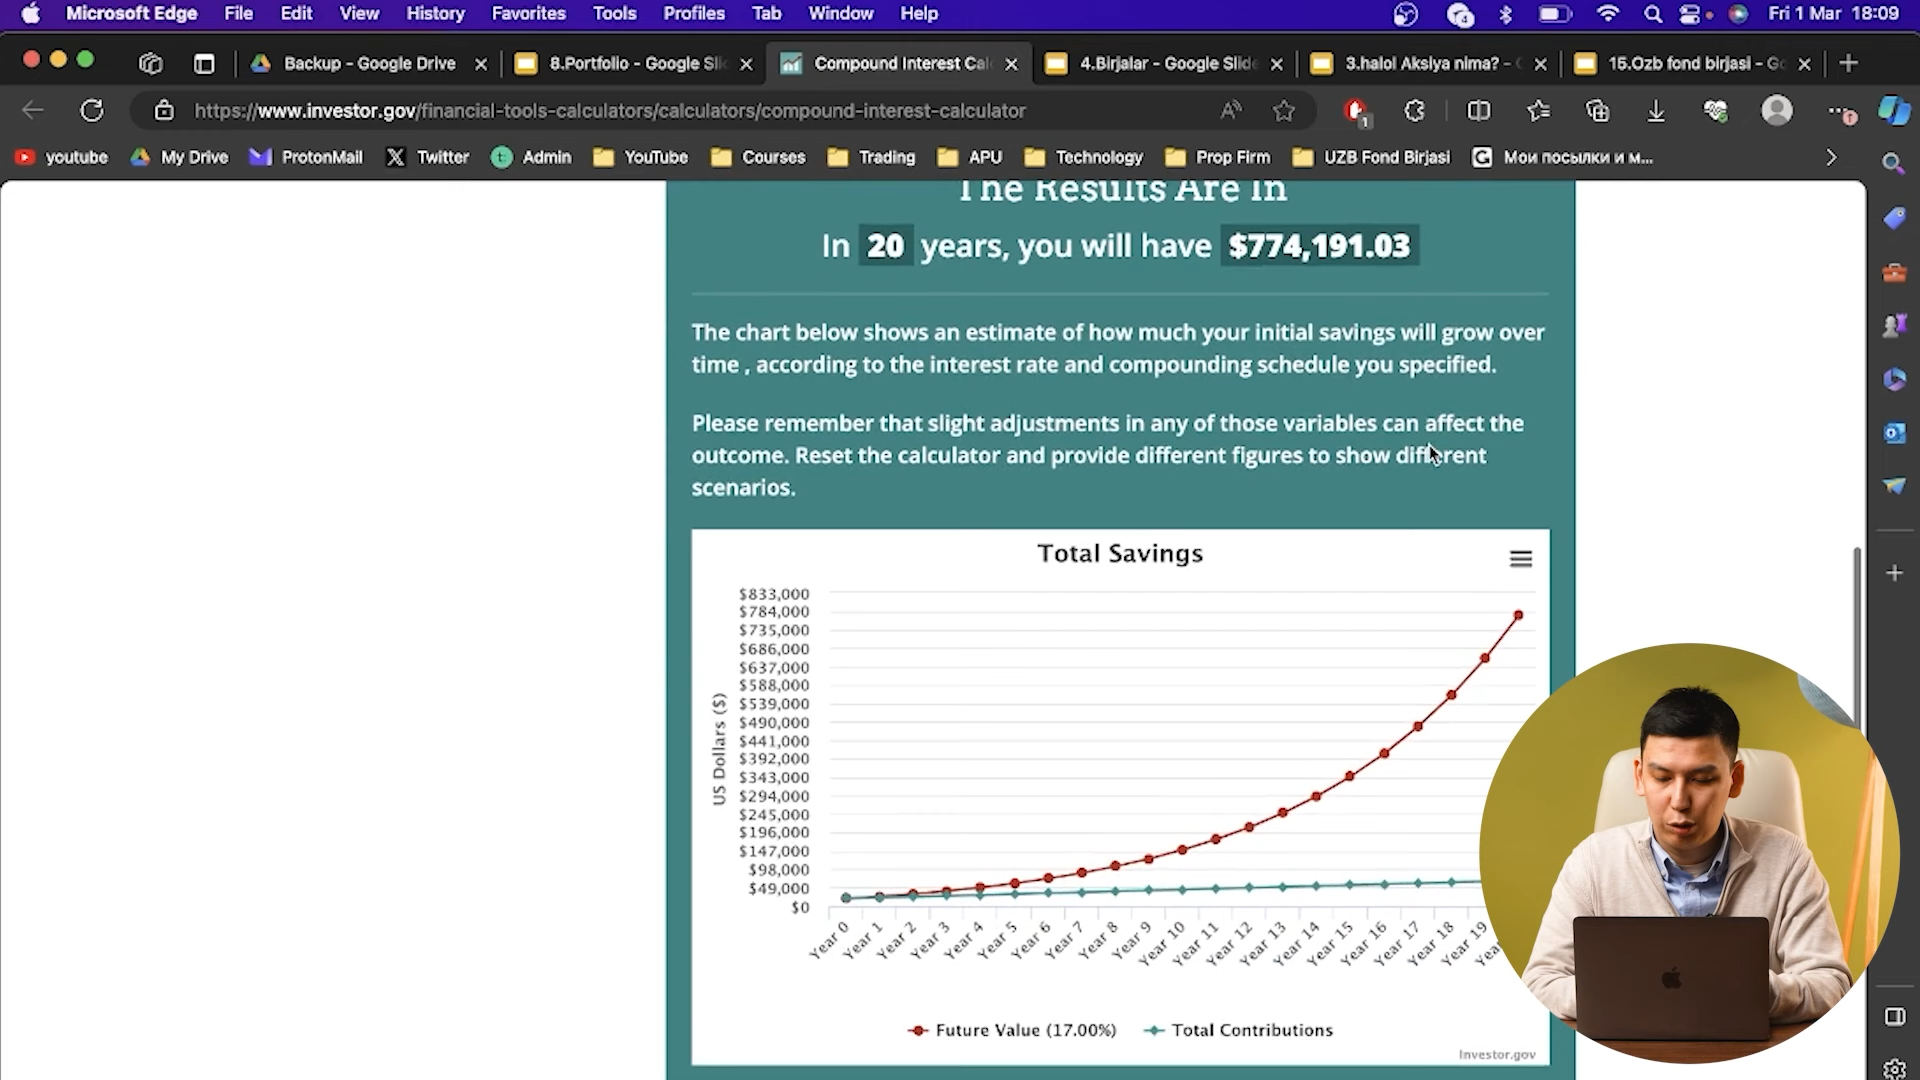 Microsoft Edge File Edit View History Favorites Tools Profiles Tab Window Help Fri 1 Mar 18:09
Backup - Google Drive 8.Portfolio - Google Sli Compound Interest Cal 4.Birjalar - Google Slide 3.halol Aksiya nima? - 15.Ozb fond birjasi - Go
https://www.investor.gov/financial-tools-calculators/calculators/compound-interest-calculator
1
youtube My Drive ProtonMail Twitter Admin YouTube Courses Trading APU Technology Prop Firm UZB Fond Birjasi Мои посылки и м...
The Results Are In
In 20 years, you will have $774,191.03
The chart below shows an estimate of how much your initial savings will grow over
time , according to the interest rate and compounding schedule you specified.
Please remember that slight adjustments in any of those variables can affect the
outcome. Reset the calculator and provide different figures to show different
scenarios.
Total Savings
US Dollars ($)
$833,000
$784,000
$735,000
$686,000
$637,000
$588,000
$539,000
$490,000
$441,000
$392,000
$343,000
$294,000
$245,000
$196,000
$147,000
$98,000
$49,000
$0
Year 0 Year 1 Year 2 Year 3 Year 4 Year 5 Year 6 Year 7 Year 8 Year 9 Year 10 Year 11 Year 12 Year 13 Year 14 Year 15 Year 16 Year 17 Year 18 Year 19
Future Value (17.00%) Total Contributions
Investor.gov